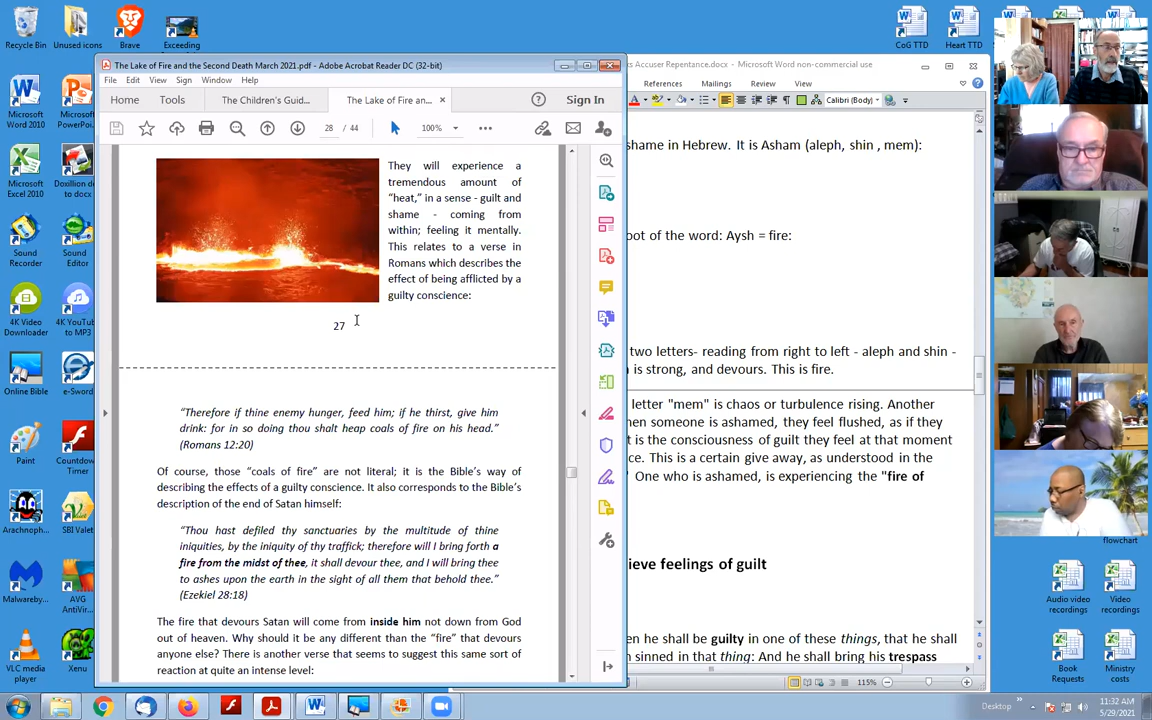 Recycle Bin
Unused icons
Brave
Exceeding
CoG TTD
Heart TTD
The Lake of Fire and the Second Death March 2021.pdf - Adobe Acrobat Reader DC (32-bit)
s Accuser Repentance.docx - Microsoft Word non-commercial use
File Edit View Sign Window Help
References Mailings Review View
Home Tools The Children's Guid... The Lake of Fire an... Sign In
Calibri (Body)
28 / 44 100%
Microsoft Word 2010
Microsoft PowerPo...
Microsoft Excel 2010
Doxillion d to docx
Sound Recorder
Sound Editor
4K Video Downloader
4K YouTu to MP3
Online Bible
e-Sword
Paint
Countdow Timer
Arachnoph...
SBI Valet
Malwareby...
AVG AntiVir...
VLC media player
Xenu
They will experience a
tremendous amount of
“heat,” in a sense - guilt and
shame - coming from
within; feeling it mentally.
This relates to a verse in
Romans which describes the
effect of being afflicted by a
guilty conscience:
27
“Therefore if thine enemy hunger, feed him; if he thirst, give him
drink: for in so doing thou shalt heap coals of fire on his head.”
(Romans 12:20)
Of course, those “coals of fire” are not literal; it is the Bible’s way of
describing the effects of a guilty conscience. It also corresponds to the Bible’s
description of the end of Satan himself:
“Thou hast defiled thy sanctuaries by the multitude of thine
iniquities, by the iniquity of thy traffick; therefore will I bring forth a
fire from the midst of thee, it shall devour thee, and I will bring thee
to ashes upon the earth in the sight of all them that behold thee.”
(Ezekiel 28:18)
The fire that devours Satan will come from inside him not down from God
out of heaven. Why should it be any different than the “fire” that devours
anyone else? There is another verse that seems to suggest this same sort of
reaction at quite an intense level:
shame in Hebrew. It is Asham (aleph, shin , mem):
oot of the word: Aysh = fire:
two letters- reading from right to left - aleph and shin -
is strong, and devours. This is fire.
letter "mem" is chaos or turbulence rising. Another
en someone is ashamed, they feel flushed, as if they
t is the consciousness of guilt they feel at that moment
ce. This is a certain give away, as understood in the
One who is ashamed, is experiencing the "fire of
ieve feelings of guilt
en he shall be guilty in one of these things, that he shall
n sinned in that thing: And he shall bring his trespass
115%
flowchart
Audio video recordings
Video recordings
Book Requests
Ministry costs
Desktop
11:32 AM
5/29/2021